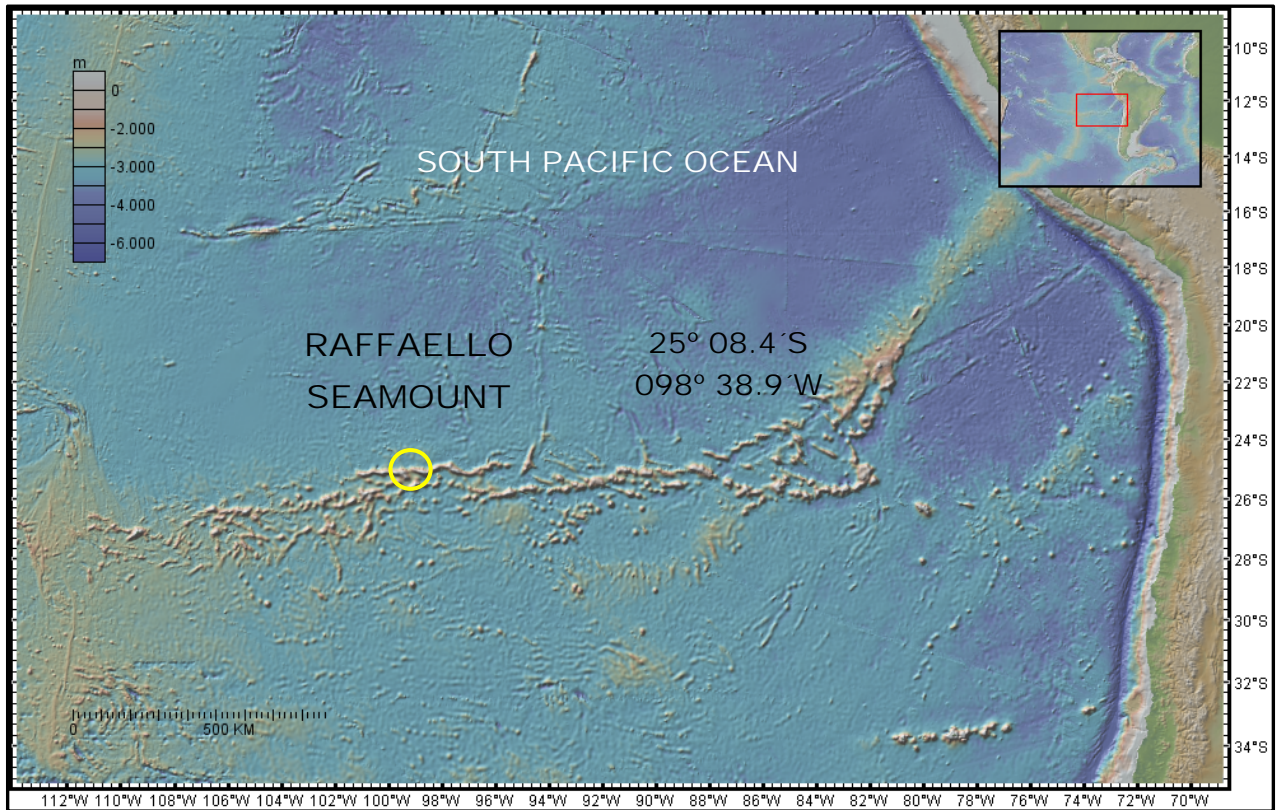 m
0
-2.000
-3.000
-4.000
-6.000
SOUTH PACIFIC OCEAN
RAFFAELLO
SEAMOUNT
25º 08.4´S
098º 38.9´W
0
500 KM
10°S
12°S
14°S
16°S
18°S
20°S
22°S
24°S
26°S
28°S
30°S
32°S
34°S
112°W 110°W 108°W 106°W 104°W 102°W 100°W 98°W 96°W 94°W 92°W 90°W 88°W 86°W 84°W 82°W 80°W 78°W 76°W 74°W 72°W 70°W